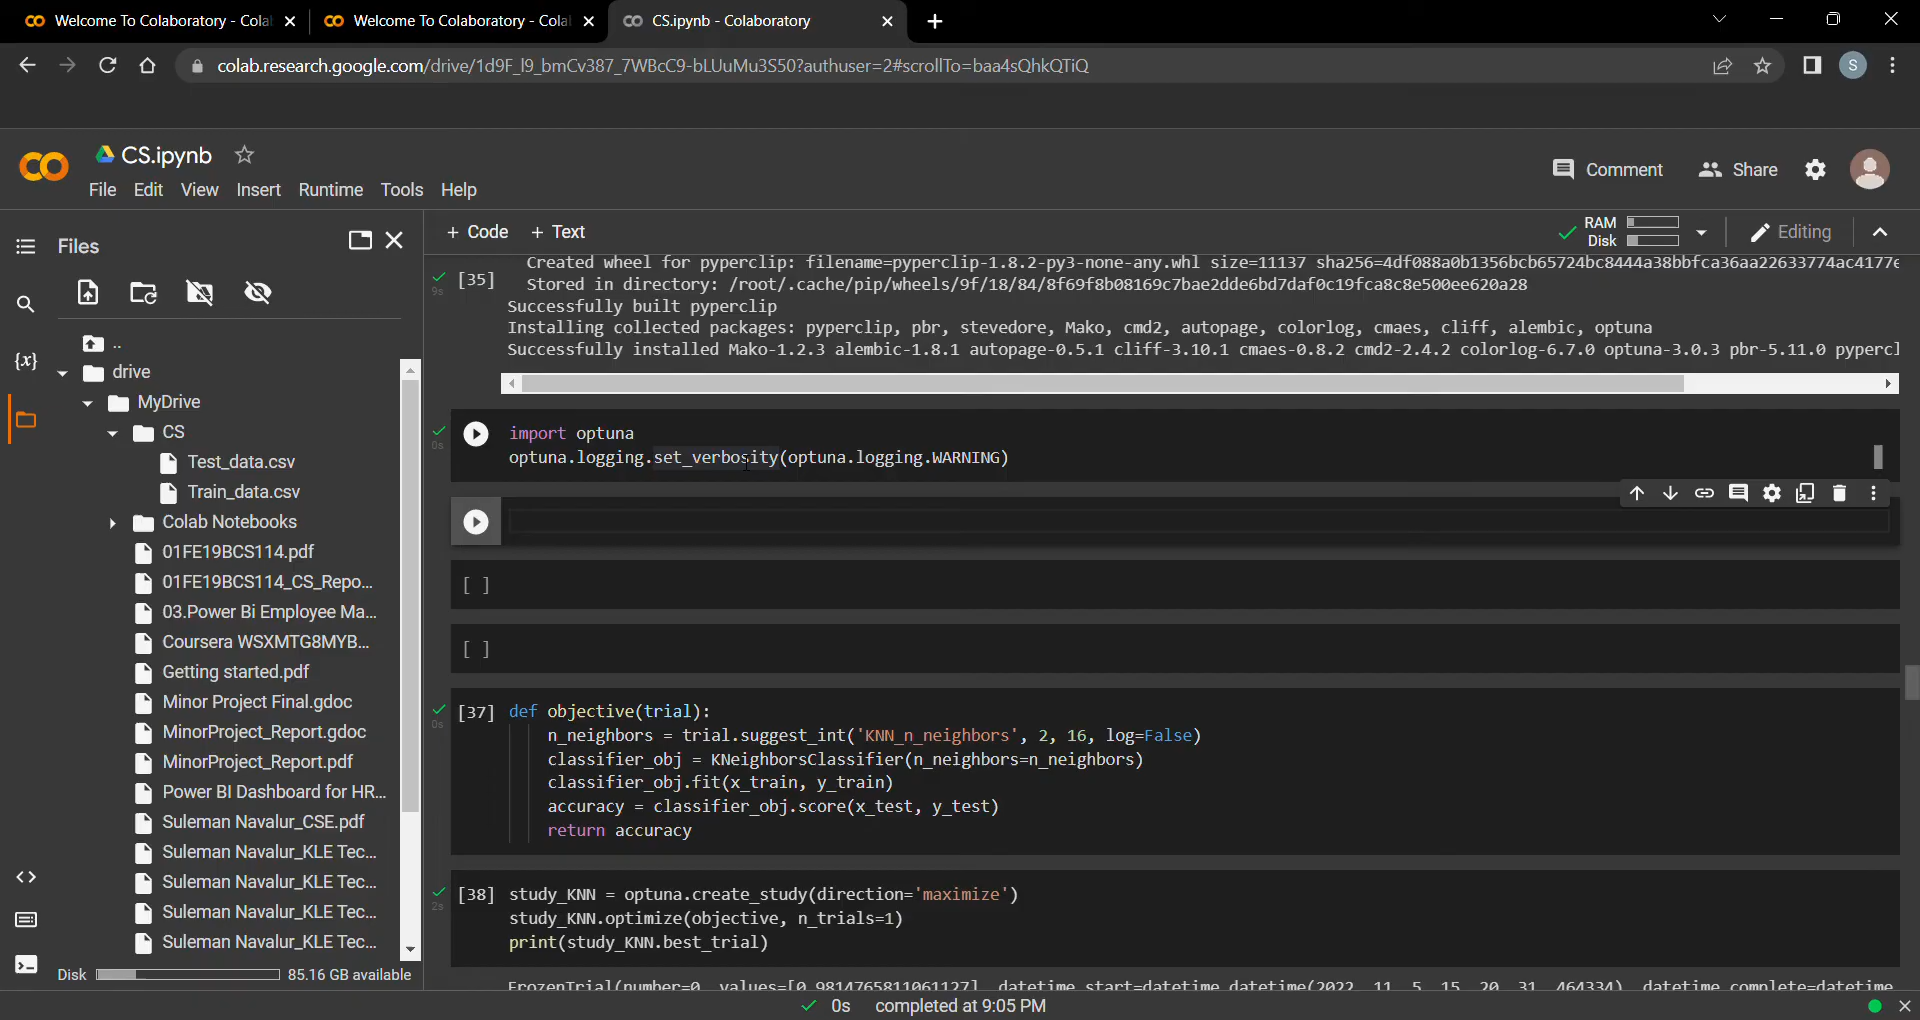 Welcome To Colaboratory - Cola
Welcome To Colaboratory - Cola
CS.ipynb - Colaboratory
colab.research.google.com/drive/1d9F_l9_bmCv387_7WBcC9-bLUuMu3S50?authuser=2#scrollTo=baa4sQhkQTiQ
S
CS.ipynb
File Edit View Insert Runtime Tools Help
Comment
Share
Files
+ Code + Text
RAM
Disk
Editing
..
drive
MyDrive
CS
Test_data.csv
Train_data.csv
Colab Notebooks
01FE19BCS114.pdf
01FE19BCS114_CS_Repo...
03.Power Bi Employee Ma...
Coursera WSXMTG8MYB...
Getting started.pdf
Minor Project Final.gdoc
MinorProject_Report.gdoc
MinorProject_Report.pdf
Power BI Dashboard for HR...
Suleman Navalur_CSE.pdf
Suleman Navalur_KLE Tec...
Suleman Navalur_KLE Tec...
Suleman Navalur_KLE Tec...
Suleman Navalur_KLE Tec...
Disk 85.16 GB available
{x}
[35]
9s
Created wheel for pyperclip: filename=pyperclip-1.8.2-py3-none-any.whl size=11137 sha256=4df088a0b1356bcb65724bc8444a38bbfca36aa22633774ac4177e
Stored in directory: /root/.cache/pip/wheels/9f/18/84/8f69f8b08169c7bae2dde6bd7daf0c19fca8c8e500ee620a28
Successfully built pyperclip
Installing collected packages: pyperclip, pbr, stevedore, Mako, cmd2, autopage, colorlog, cmaes, cliff, alembic, optuna
Successfully installed Mako-1.2.3 alembic-1.8.1 autopage-0.5.1 cliff-3.10.1 cmaes-0.8.2 cmd2-2.4.2 colorlog-6.7.0 optuna-3.0.3 pbr-5.11.0 pypercl
0s
import optuna
optuna.logging.set_verbosity(optuna.logging.WARNING)
[ ]
[ ]
[37]
0s
def objective(trial):
n_neighbors = trial.suggest_int('KNN_n_neighbors', 2, 16, log=False)
classifier_obj = KNeighborsClassifier(n_neighbors=n_neighbors)
classifier_obj.fit(x_train, y_train)
accuracy = classifier_obj.score(x_test, y_test)
return accuracy
[38]
2s
study_KNN = optuna.create_study(direction='maximize')
study_KNN.optimize(objective, n_trials=1)
print(study_KNN.best_trial)
FrozenTrial(number=0, values=[0.9814765811061127], datetime_start=datetime.datetime(2022, 11, 5, 15, 20, 31, 464334), datetime_complete=datetime
0s completed at 9:05 PM